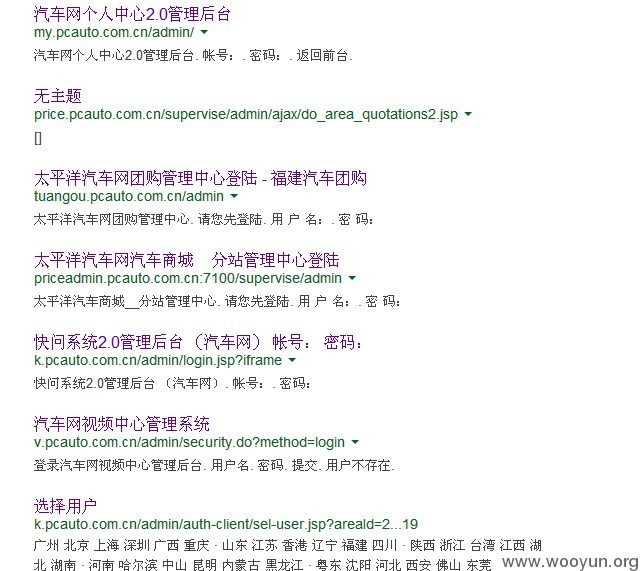 汽车网个人中心2.0管理后台
my.pcauto.com.cn/admin/
汽车网个人中心2.0管理后台. 帐号：. 密码：. 返回前台.
无主题
price.pcauto.com.cn/supervise/admin/ajax/do_area_quotations2.jsp
[]
太平洋汽车网团购管理中心登陆 - 福建汽车团购
tuangou.pcauto.com.cn/admin
太平洋汽车网团购管理中心. 请您先登陆. 用 户 名：. 密 码：
太平洋汽车网汽车商城 分站管理中心登陆
priceadmin.pcauto.com.cn:7100/supervise/admin
太平洋汽车商城__分站管理中心. 请您先登陆. 用 户 名：. 密 码：
快问系统2.0管理后台 （汽车网） 帐号： 密码：
k.pcauto.com.cn/admin/login.jsp?iframe
快问系统2.0管理后台 （汽车网）. 帐号：. 密码：
汽车网视频中心管理系统
v.pcauto.com.cn/admin/security.do?method=login
登录汽车网视频中心管理后台. 用户名. 密码. 提交. 用户不存在.
选择用户
k.pcauto.com.cn/admin/auth-client/sel-user.jsp?areaId=2...19
广州 北京 上海 深圳 广西 重庆 · 山东 江苏 香港 辽宁 福建 四川 · 陕西 浙江 台湾 江西 湖
北 湖南 · 河南 哈尔滨 中山 昆明 内蒙古 黑龙江 · 粤东 沈阳 河北 西安 佛山 东莞
www.wooyun.org